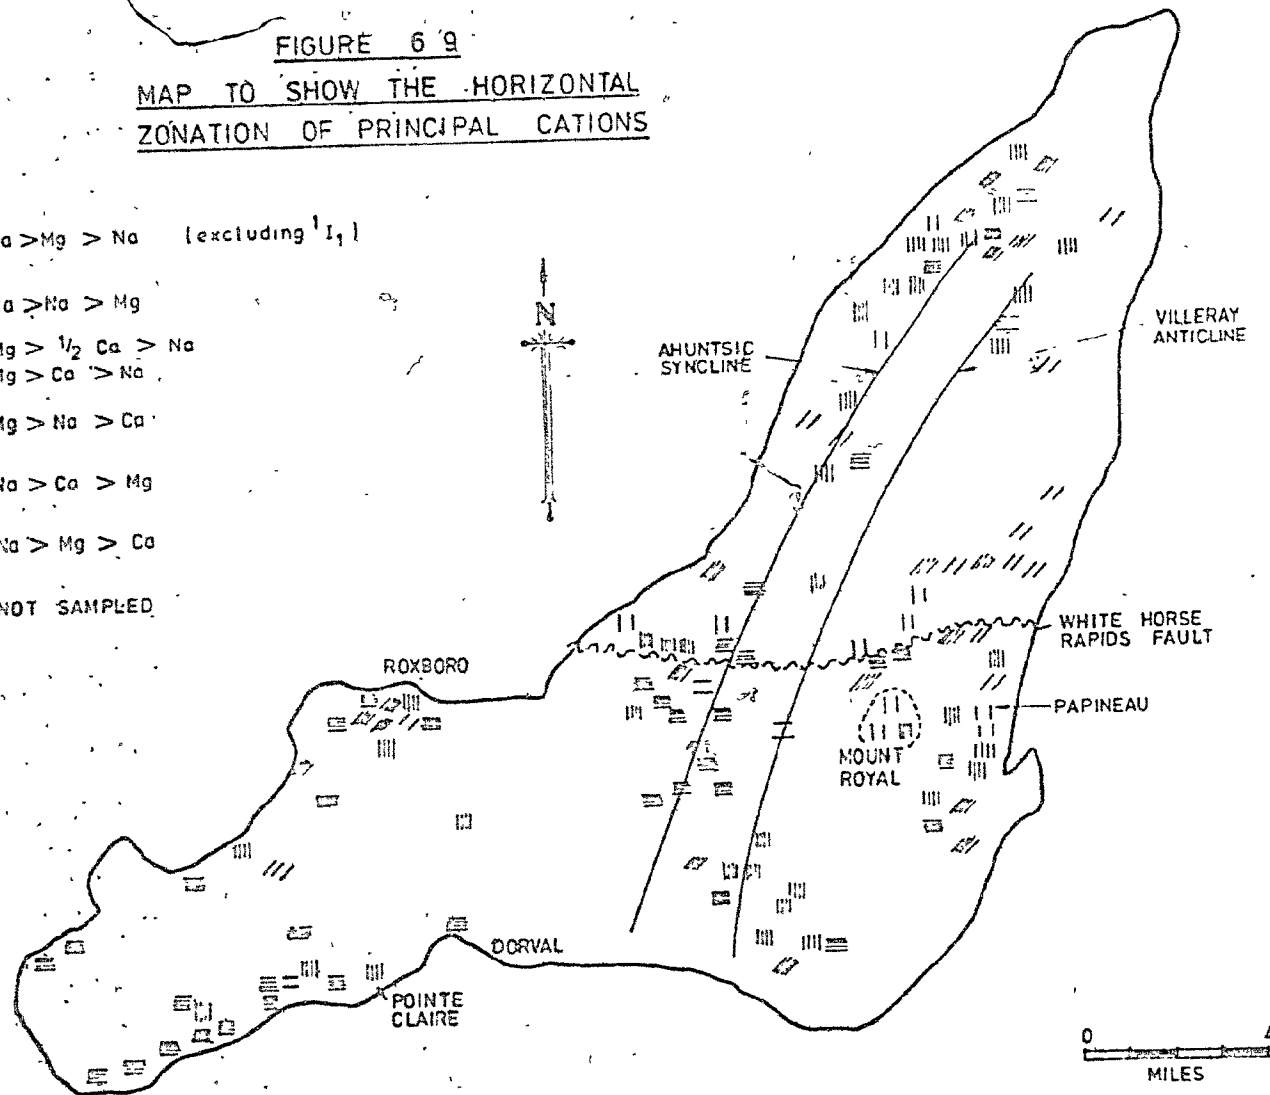 FIGURE 6 9
MAP TO SHOW THE HORIZONTAL
ZONATION OF PRINCIPAL CATIONS
a > Mg > Na (excluding ¹I₁)
a > Na > Mg
Mg > 1/2 Ca > Na
Mg > Ca > Na
Mg > Na > Ca
Na > Ca > Mg
Na > Mg > Ca
NOT SAMPLED
N
AHUNTSIC
SYNCLINE
VILLERAY
ANTICLINE
WHITE HORSE
RAPIDS FAULT
ROXBORO
PAPINEAU
MOUNT
ROYAL
DORVAL
POINTE
CLAIRE
0
MILES